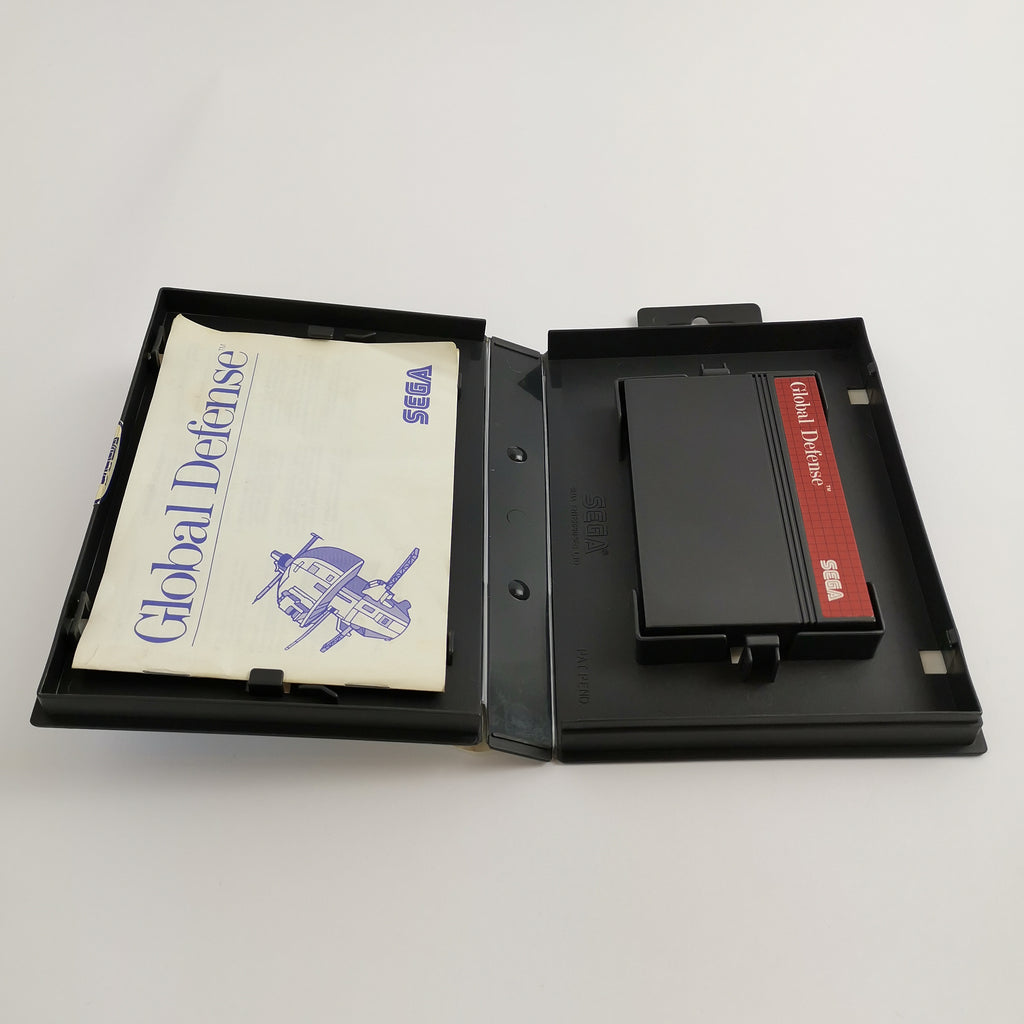 Global Defense™
SEGA
SEGA®
PAT. PEND
Global Defense™
SEGA